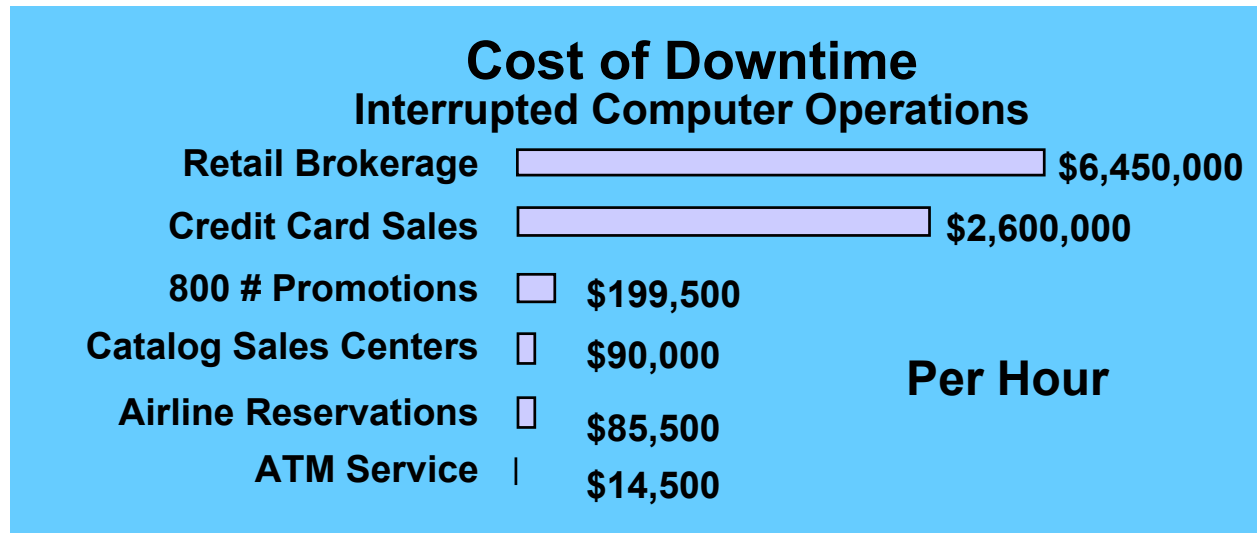 Cost of Downtime
Interrupted Computer Operations
Retail Brokerage $6,450,000
Credit Card Sales $2,600,000
800 # Promotions $199,500
Catalog Sales Centers $90,000
Per Hour
Airline Reservations $85,500
ATM Service $14,500